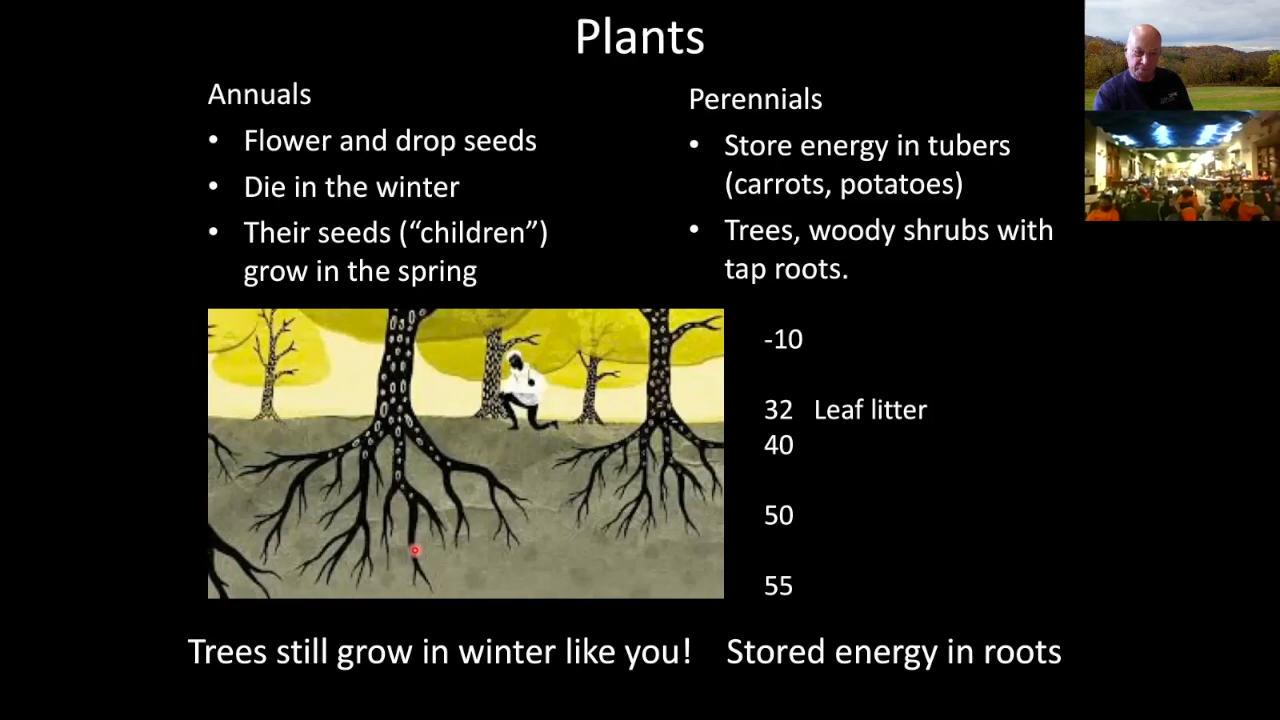 Plants
Annuals
• Flower and drop seeds
• Die in the winter
• Their seeds (“children”)
grow in the spring
Perennials
• Store energy in tubers
(carrots, potatoes)
• Trees, woody shrubs with
tap roots.
-10
32 Leaf litter
40
50
55
Trees still grow in winter like you! Stored energy in roots